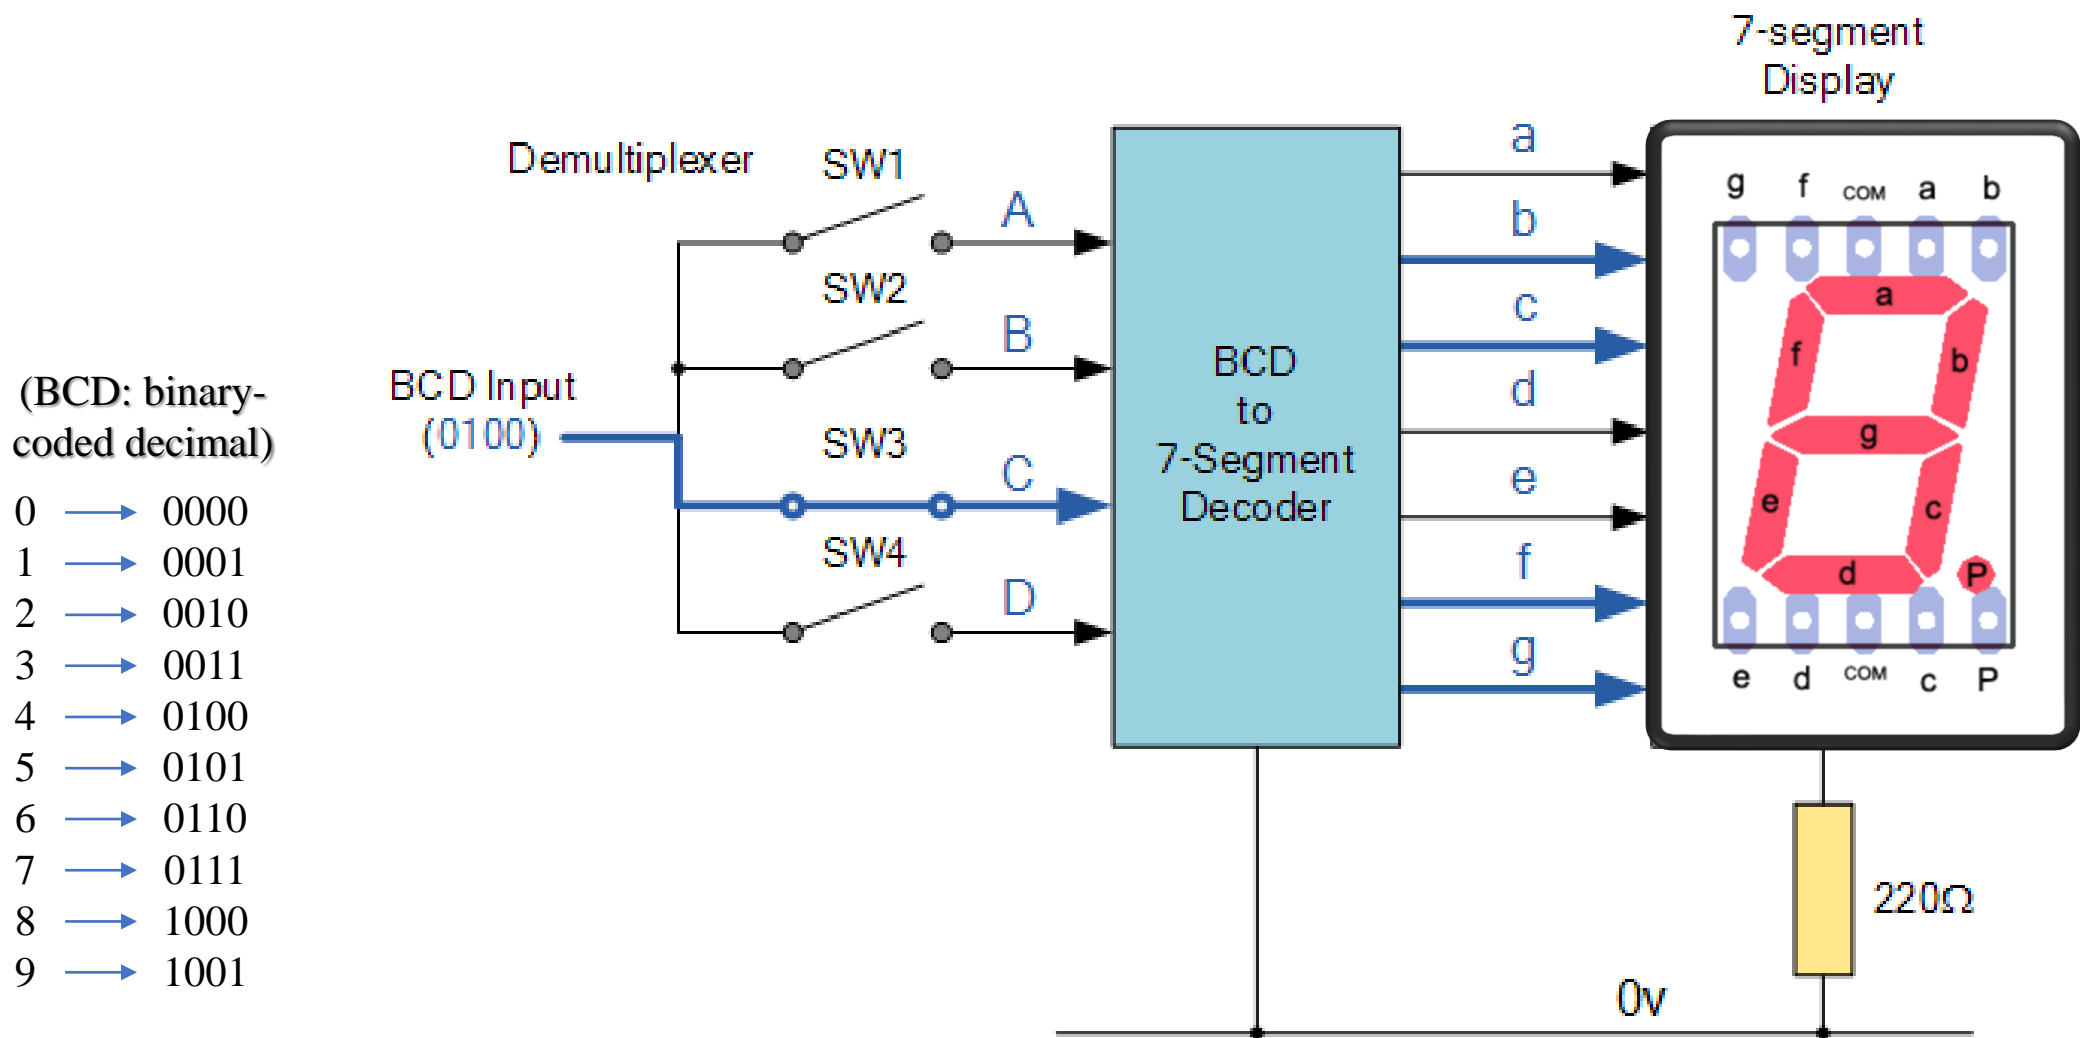 7-segment
Display
Demultiplexer
SW1
A
SW2
B
BCD Input
(0100)
SW3
C
SW4
D
(BCD: binary-
coded decimal)
0 → 0000
1 → 0001
2 → 0010
3 → 0011
4 → 0100
5 → 0101
6 → 0110
7 → 0111
8 → 1000
9 → 1001
BCD
to
7-Segment
Decoder
a
b
c
d
e
f
g
g f COM a b
a
f
b
g
e
c
d
P
e d COM c P
220Ω
0v